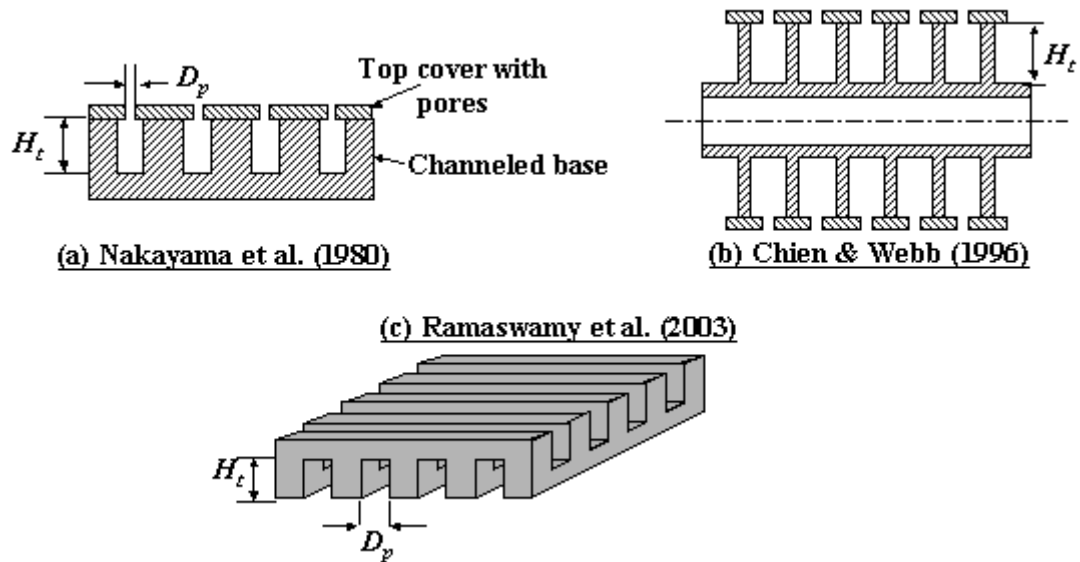 D_p
Top cover with
pores
H_t
Channeled base
(a) Nakayama et al. (1980)
H_t
(b) Chien & Webb (1996)
(c) Ramaswamy et al. (2003)
H_t
D_p